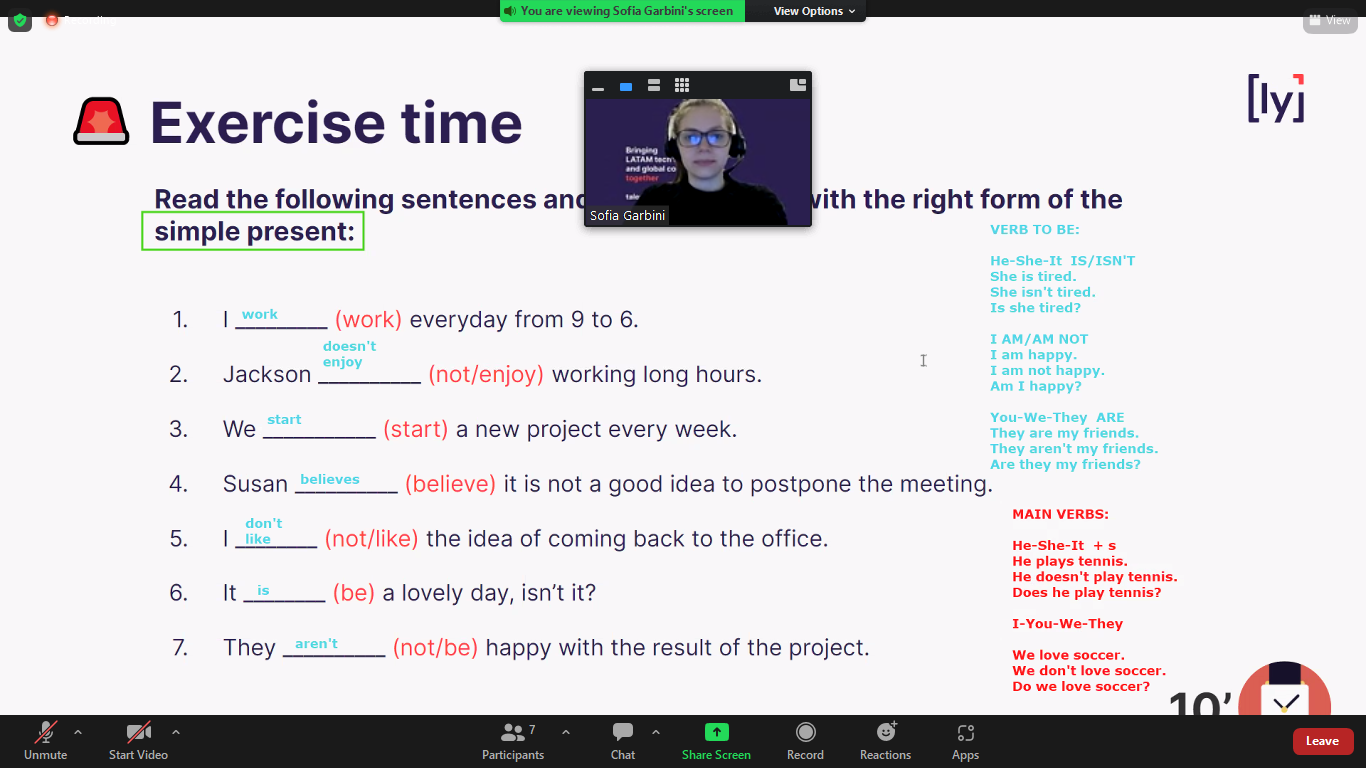 You are viewing Sofia Garbini's screen
View Options
View
Exercise time
[ly]
Bringing
LATAM tech
and global co
together
Sofia Garbini
Read the following sentences and with the right form of the
simple present:
1. I work _________ (work) everyday from 9 to 6.
2. Jackson doesn't enjoy __________ (not/enjoy) working long hours.
3. We start ___________ (start) a new project every week.
4. Susan believes __________ (believe) it is not a good idea to postpone the meeting.
5. I don't like ________ (not/like) the idea of coming back to the office.
6. It is ________ (be) a lovely day, isn’t it?
7. They aren't __________ (not/be) happy with the result of the project.
VERB TO BE:
He-She-It IS/ISN'T
She is tired.
She isn't tired.
Is she tired?
I AM/AM NOT
I am happy.
I am not happy.
Am I happy?
You-We-They ARE
They are my friends.
They aren't my friends.
Are they my friends?
MAIN VERBS:
He-She-It + s
He plays tennis.
He doesn't play tennis.
Does he play tennis?
I-You-We-They
We love soccer.
We don't love soccer.
Do we love soccer?
10’
Unmute
Start Video
7
Participants
Chat
Share Screen
Record
Reactions
Apps
Leave